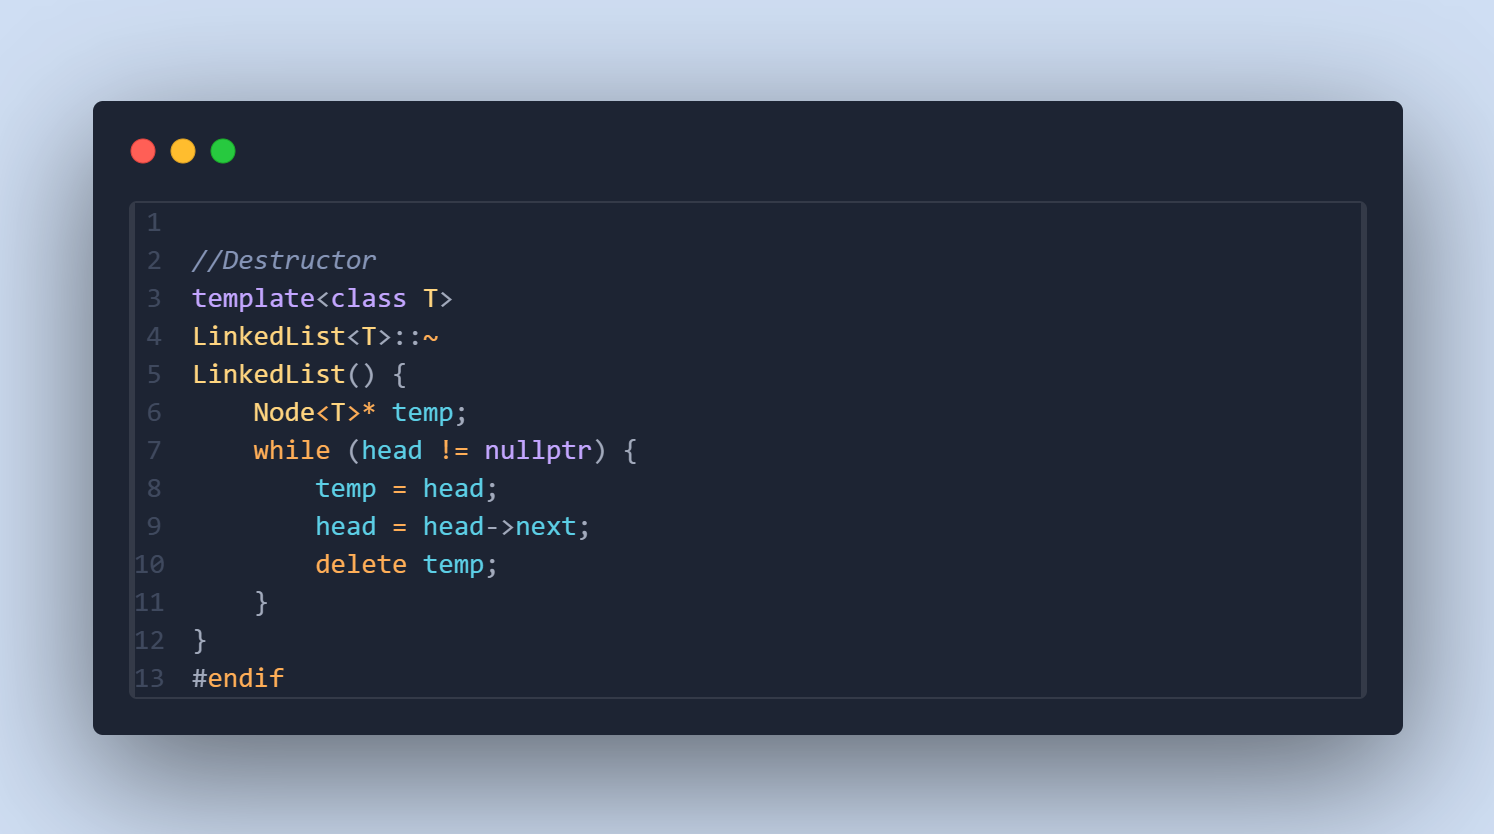 1
2 //Destructor
3 template<class T>
4 LinkedList<T>::~
5 LinkedList() {
6     Node<T>* temp;
7     while (head != nullptr) {
8         temp = head;
9         head = head->next;
10         delete temp;
11     }
12 }
13 #endif